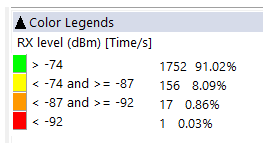 Color Legends
RX level (dBm) [Time/s]
> -74 1752 91.02%
< -74 and >= -87 156 8.09%
< -87 and >= -92 17 0.86%
< -92 1 0.03%